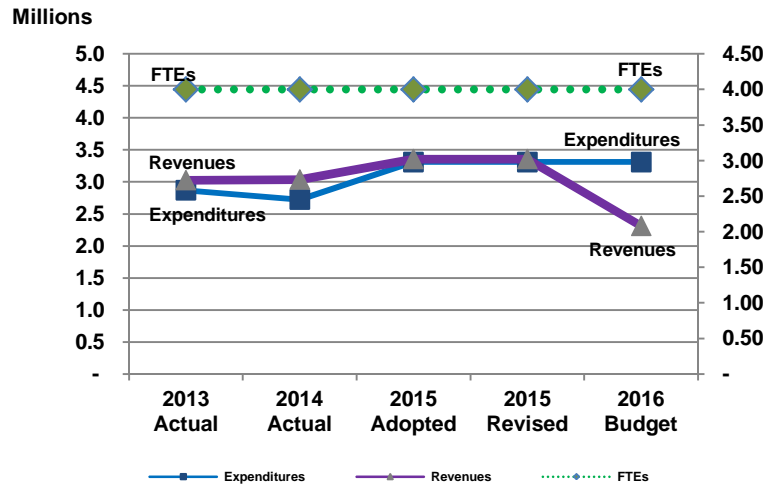 Millions
5.0 4.50
4.5 4.00
4.0 3.50
3.5 3.00
3.0 2.50
2.5 2.00
2.0 1.50
1.5 1.00
1.0 0.50
0.5 -
-
FTEs FTEs
Expenditures
Revenues
Expenditures
Revenues
2013 2014 2015 2015 2016
Actual Actual Adopted Revised Budget
Expenditures Revenues FTEs